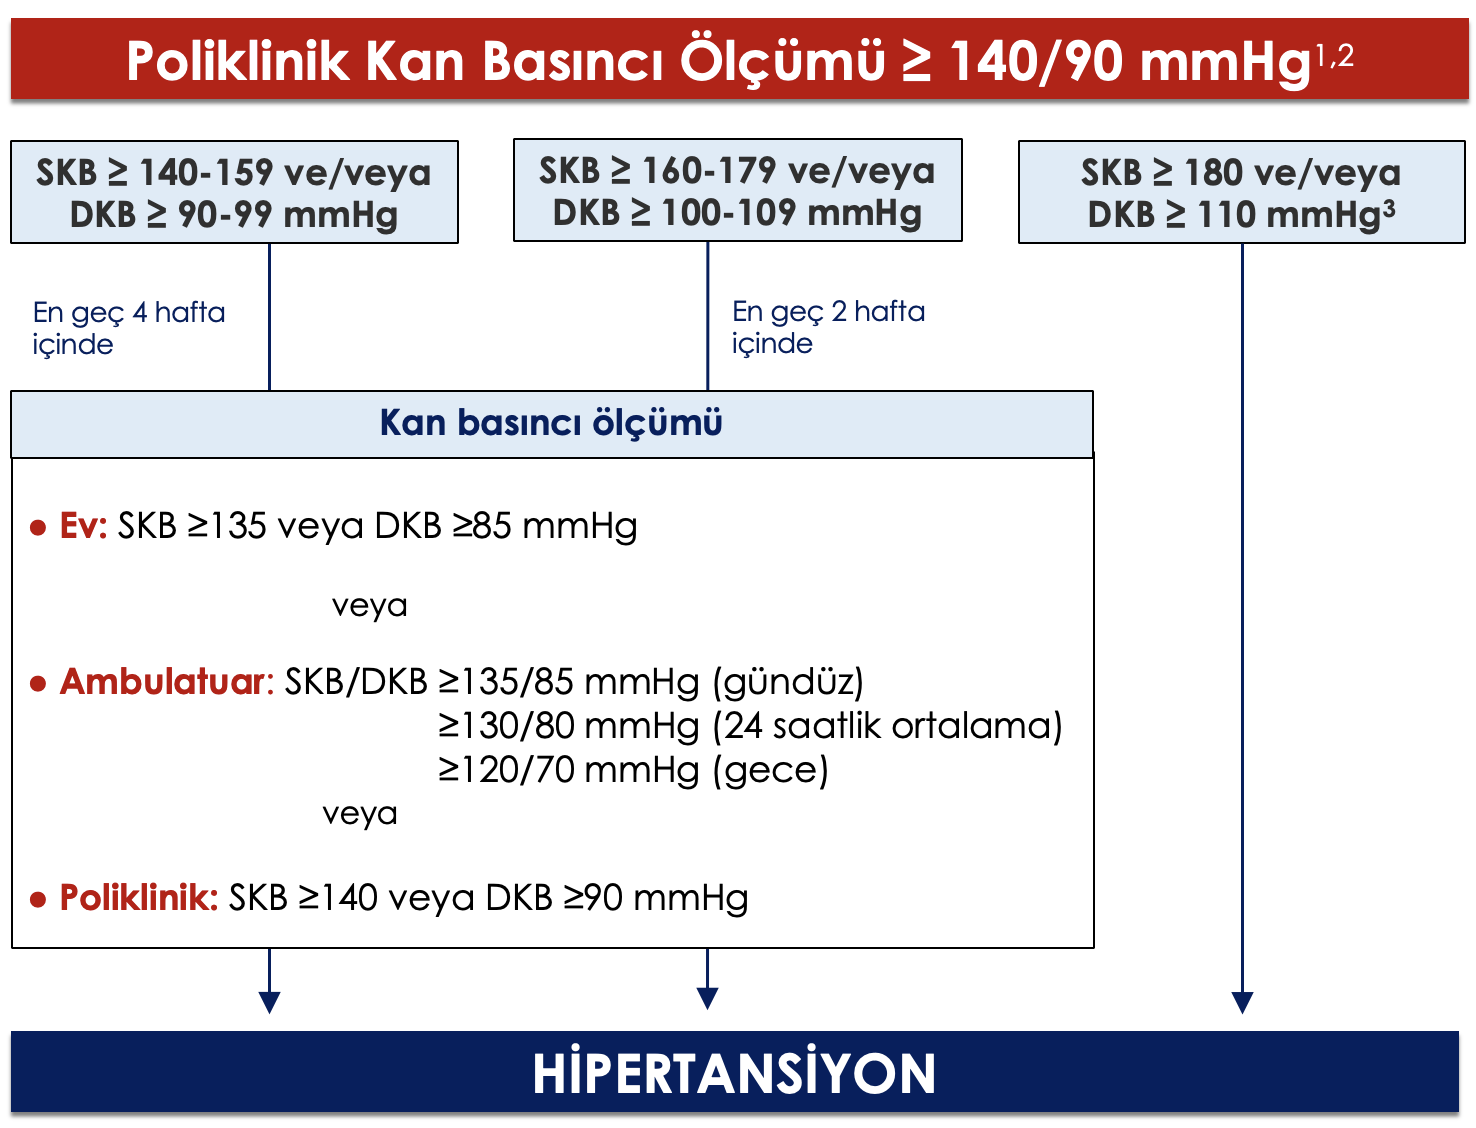 Poliklinik Kan Basıncı Ölçümü ≥ 140/90 mmHg1,2
SKB ≥ 140-159 ve/veya
DKB ≥ 90-99 mmHg
SKB ≥ 160-179 ve/veya
DKB ≥ 100-109 mmHg
SKB ≥ 180 ve/veya
DKB ≥ 110 mmHg3
En geç 4 hafta
içinde
En geç 2 hafta
içinde
Kan basıncı ölçümü
● Ev: SKB ≥135 veya DKB ≥85 mmHg
veya
● Ambulatuar: SKB/DKB ≥135/85 mmHg (gündüz)
≥130/80 mmHg (24 saatlik ortalama)
≥120/70 mmHg (gece)
veya
● Poliklinik: SKB ≥140 veya DKB ≥90 mmHg
HİPERTANSİYON